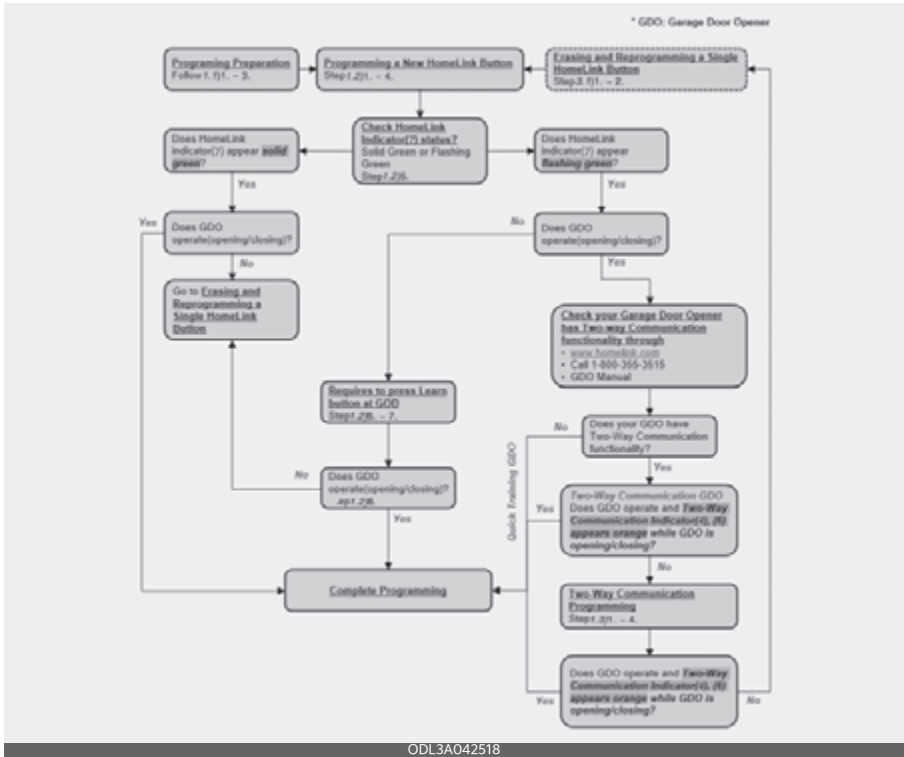 * GDO: Garage Door Opener
Programing Preparation
Follow 1.1)1. ~ 3.
Programming a New HomeLink Button
Step1.2)1. ~ 4.
Erasing and Reprogramming a Single
HomeLink Button
Step3.1)1. ~ 2.
Check HomeLink
Indicator(7) status?
Solid Green or Flashing
Green
Step1.2)5.
Does HomeLink
Indicator(7) appear solid
green?
Does HomeLink
Indicator(7) appear
flashing green?
Yes
Yes
Yes
Does GDO
operate(opening/closing)?
No
Does GDO
operate(opening/closing)?
No
Yes
Go to Erasing and
Reprogramming a
Single HomeLink
Button
Check your Garage Door Opener
has Two-way Communication
functionality through
• www.homelink.com
• Call 1-800-355-3515
• GDO Manual
Requires to press Learn
button at GOD
Step1.2)6. ~ 7.
No
Does your GDO have
Two-Way Communication
functionality?
Yes
Quick Training GDO
No
Does GDO
operate(opening/closing)?
.ep1.2)8.
Yes
Yes
Two-Way Communication GDO
Does GDO operate and Two-Way
Communication Indicator(4), (6)
appears orange while GDO is
opening/closing?
No
Complete Programming
Two-Way Communication
Programming
Step1.3)1. ~ 4.
Does GDO operate and Two-Way
Communication Indicator(4), (6)
appears orange while GDO is
opening/closing?
Yes
No
ODL3A042518